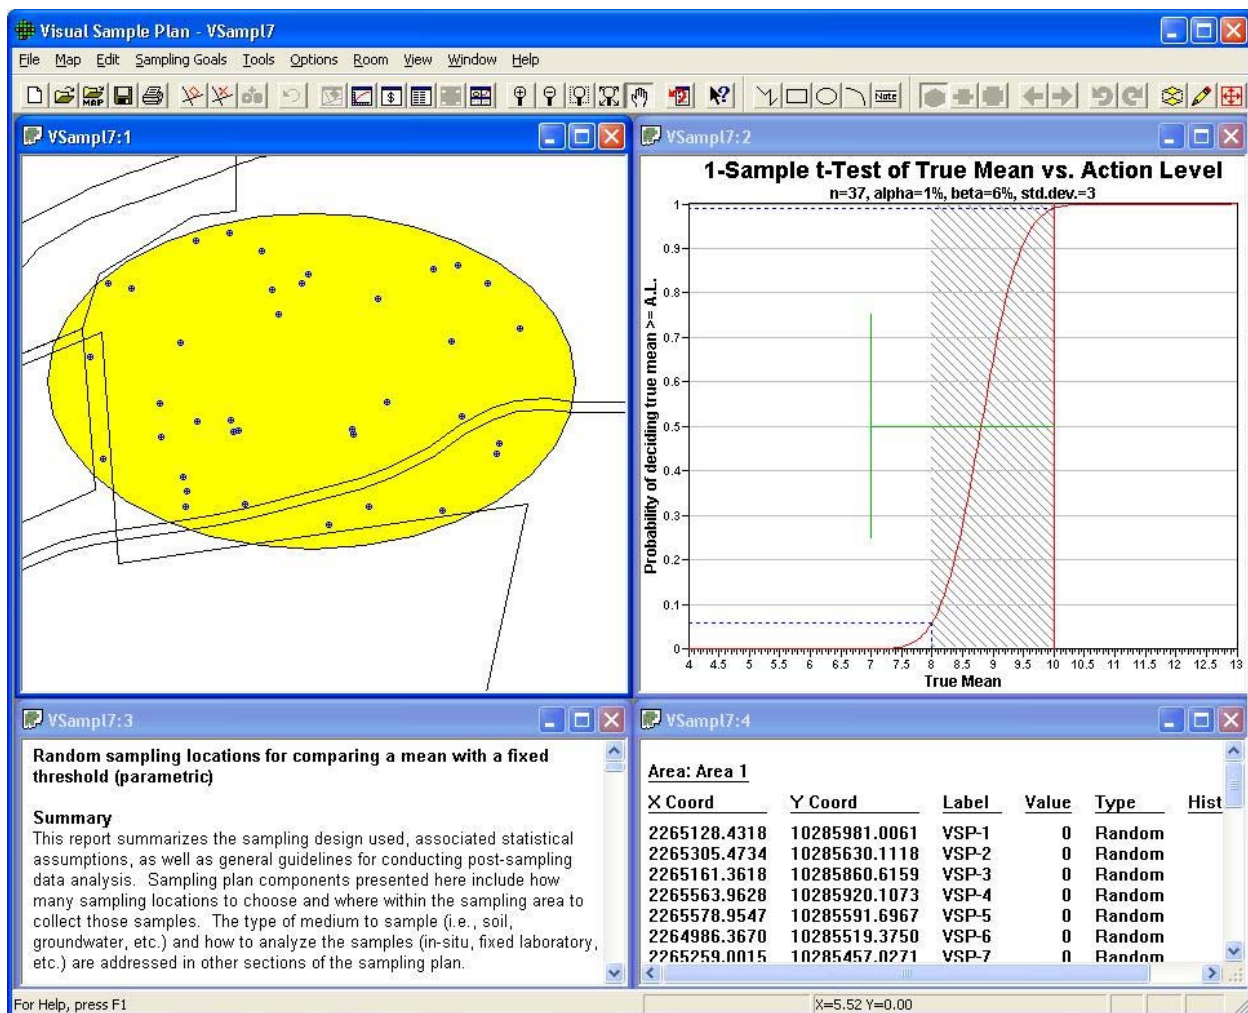 Visual Sample Plan - VSampl7
File Map Edit Sampling Goals Tools Options Room View Window Help
MAP
$
Note
VSampl7:1
VSampl7:2
1-Sample t-Test of True Mean vs. Action Level
n=37, alpha=1%, beta=6%, std.dev.=3
Probability of deciding true mean >= A.L.
1
0.9
0.8
0.7
0.6
0.5
0.4
0.3
0.2
0.1
0
4 4.5 5 5.5 6 6.5 7 7.5 8 8.5 9 9.5 10 10.5 11 11.5 12 12.5 13
True Mean
VSampl7:3
Random sampling locations for comparing a mean with a fixed
threshold (parametric)
Summary
This report summarizes the sampling design used, associated statistical
assumptions, as well as general guidelines for conducting post-sampling
data analysis. Sampling plan components presented here include how
many sampling locations to choose and where within the sampling area to
collect those samples. The type of medium to sample (i.e., soil,
groundwater, etc.) and how to analyze the samples (in-situ, fixed laboratory,
etc.) are addressed in other sections of the sampling plan.
VSampl7:4
Area: Area 1
X Coord Y Coord Label Value Type Hist
2265128.4318 10285981.0061 VSP-1 0 Random
2265305.4734 10285630.1118 VSP-2 0 Random
2265161.3618 10285860.6159 VSP-3 0 Random
2265563.9628 10285920.1073 VSP-4 0 Random
2265578.9547 10285591.6967 VSP-5 0 Random
2264986.3670 10285519.3750 VSP-6 0 Random
2265259.0015 10285457.0271 VSP-7 0 Random
For Help, press F1
X=5.52 Y=0.00